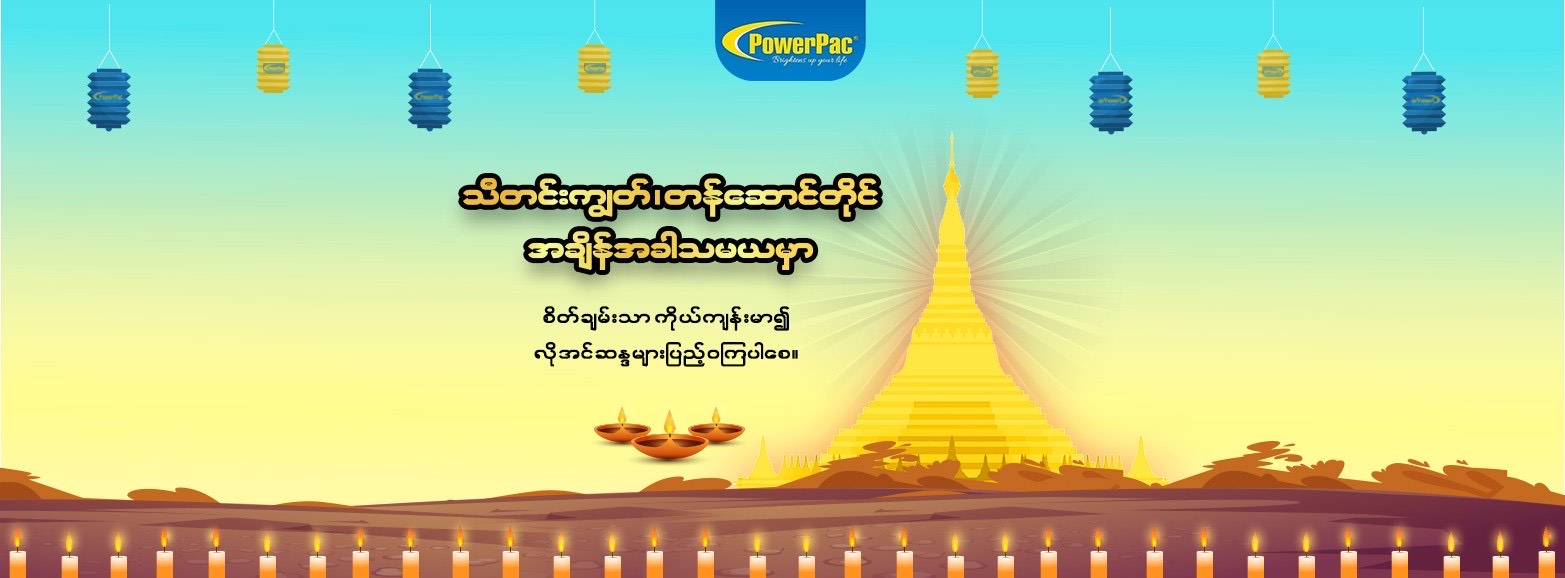 PowerPac®
Brightens up your life
သီတင်းကျွတ်၊တန်ဆောင်တိုင်
အချိန်အခါသမယမှာ
စိတ်ချမ်းသာ ကိုယ်ကျန်းမာ၍
လိုအင်ဆန္ဒများပြည့်ဝကြပါစေ။